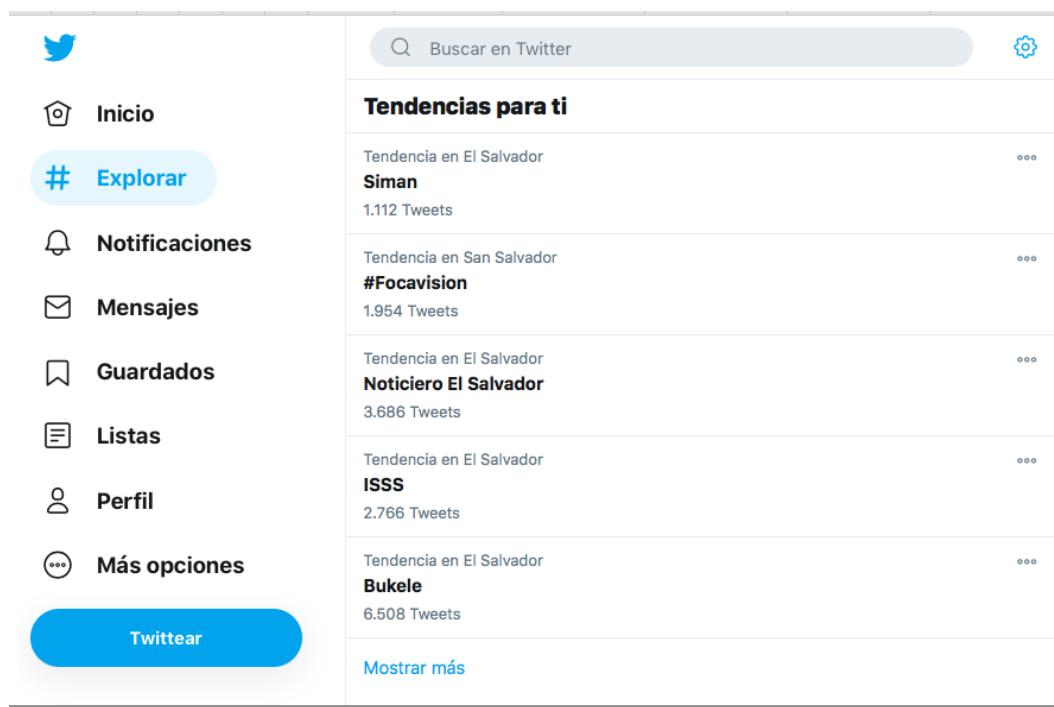 Inicio
Explorar
Notificaciones
Mensajes
Guardados
Listas
Perfil
Más opciones
Twittear
Buscar en Twitter
Tendencias para ti
Tendencia en El Salvador
Siman
1.112 Tweets
Tendencia en San Salvador
#Focavision
1.954 Tweets
Tendencia en El Salvador
Noticiero El Salvador
3.686 Tweets
Tendencia en El Salvador
ISSS
2.766 Tweets
Tendencia en El Salvador
Bukele
6.508 Tweets
Mostrar más